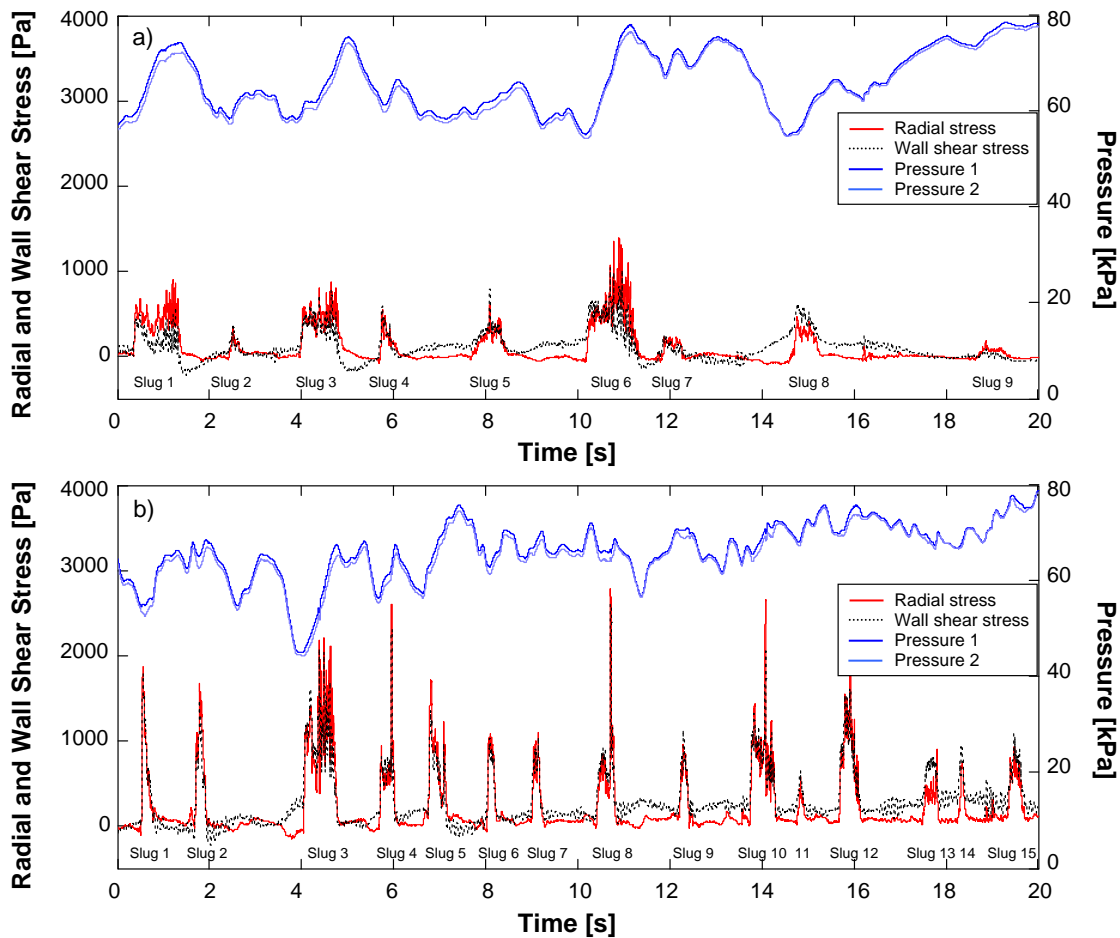 a)
Radial and Wall Shear Stress [Pa]
4000
3000
2000
1000
0
Pressure [kPa]
80
60
40
20
0
Radial stress
Wall shear stress
Pressure 1
Pressure 2
Slug 1 Slug 2 Slug 3 Slug 4 Slug 5 Slug 6 Slug 7 Slug 8 Slug 9
0 2 4 6 8 10 12 14 16 18 20
Time [s]
b)
Radial and Wall Shear Stress [Pa]
4000
3000
2000
1000
0
Pressure [kPa]
80
60
40
20
0
Radial stress
Wall shear stress
Pressure 1
Pressure 2
Slug 1 Slug 2 Slug 3 Slug 4 Slug 5 Slug 6 Slug 7 Slug 8 Slug 9 Slug 10 11 Slug 12 Slug 13 14 Slug 15
0 2 4 6 8 10 12 14 16 18 20
Time [s]